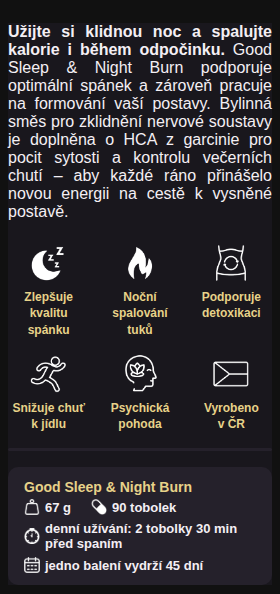 Užijte si klidnou noc a spalujte
kalorie i během odpočinku. Good
Sleep & Night Burn podporuje
optimální spánek a zároveň pracuje
na formování vaší postavy. Bylinná
směs pro zklidnění nervové soustavy
je doplněna o HCA z garcinie pro
pocit sytosti a kontrolu večerních
chutí – aby každé ráno přinášelo
novou energii na cestě k vysněné
postavě.
Zlepšuje
kvalitu
spánku
Noční
spalování
tuků
Podporuje
detoxikaci
Snižuje chuť
k jídlu
Psychická
pohoda
Vyrobeno
v ČR
Good Sleep & Night Burn
67 g
90 tobolek
denní užívání: 2 tobolky 30 min
před spaním
jedno balení vydrží 45 dní